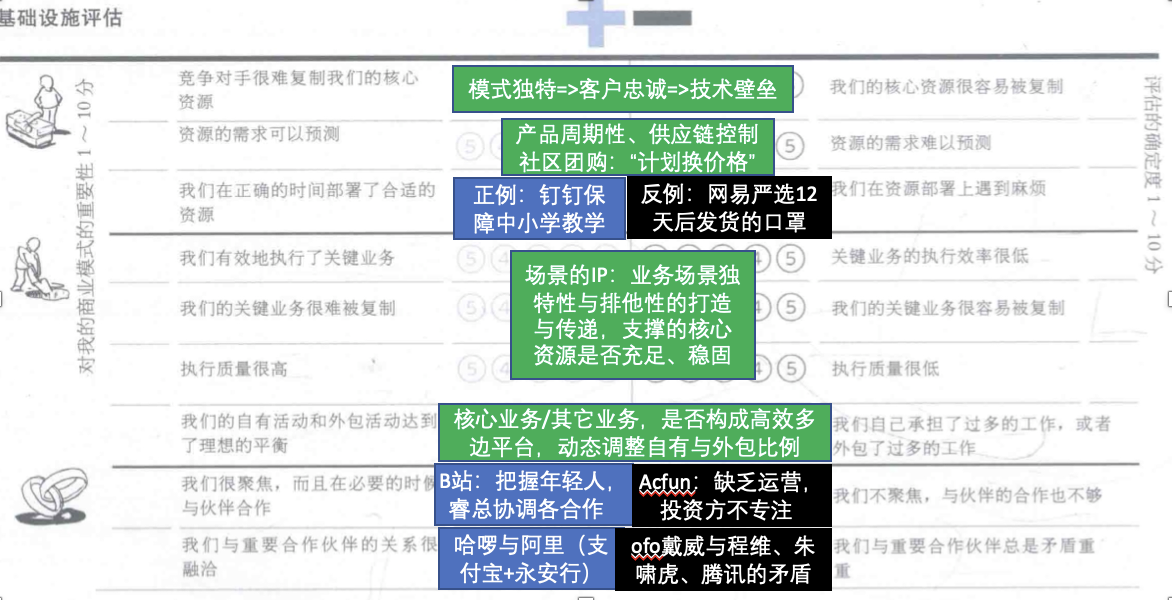 基础设施评估
对我的商业模式的重要性 1～10 分
评估的确定度 1～10 分
竞争对手很难复制我们的核心
资源
模式独特=>客户忠诚=>技术壁垒
我们的核心资源很容易被复制
资源的需求可以预测
⑤
产品周期性、供应链控制
社区团购：“计划换价格”
⑤
资源的需求难以预测
我们在正确的时间部署了合适的
资源
正例：钉钉保
障中小学教学
反例：网易严选12
天后发货的口罩
我们在资源部署上遇到麻烦
我们有效地执行了关键业务
⑤
场景的IP：业务场景独
特性与排他性的打造
与传递，支撑的核心
资源是否充足、稳固
⑤
关键业务的执行效率很低
我们的关键业务很难被复制
⑤
⑤
我们的关键业务很容易被复制
执行质量很高
⑤
⑤
执行质量很低
我们的自有活动和外包活动达到
了理想的平衡
核心业务/其它业务，是否构成高效多
边平台，动态调整自有与外包比例
我们自己承担了过多的工作，或者
外包了过多的工作
我们很聚焦，而且在必要的时候
与伙伴合作
B站：把握年轻人，
睿总协调各合作
Acfun：缺乏运营，
投资方不专注
我们不聚焦，与伙伴的合作也不够
我们与重要合作伙伴的关系很
融洽
哈啰与阿里（支
付宝+永安行）
ofo戴威与程维、朱
啸虎、腾讯的矛盾
我们与重要合作伙伴总是矛盾重
重